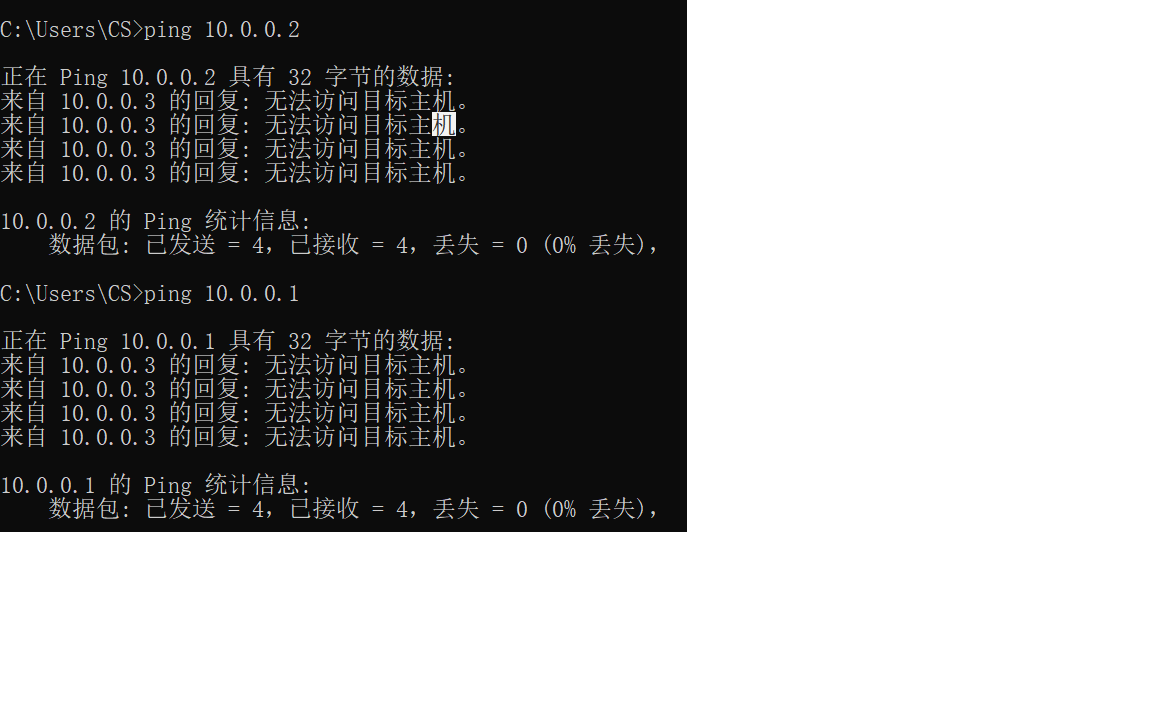 C:\Users\CS>ping 10.0.0.2
正在 Ping 10.0.0.2 具有 32 字节的数据:
来自 10.0.0.3 的回复: 无法访问目标主机。
来自 10.0.0.3 的回复: 无法访问目标主机。
来自 10.0.0.3 的回复: 无法访问目标主机。
来自 10.0.0.3 的回复: 无法访问目标主机。
10.0.0.2 的 Ping 统计信息:
    数据包: 已发送 = 4，已接收 = 4，丢失 = 0 (0% 丢失)，
C:\Users\CS>ping 10.0.0.1
正在 Ping 10.0.0.1 具有 32 字节的数据:
来自 10.0.0.3 的回复: 无法访问目标主机。
来自 10.0.0.3 的回复: 无法访问目标主机。
来自 10.0.0.3 的回复: 无法访问目标主机。
来自 10.0.0.3 的回复: 无法访问目标主机。
10.0.0.1 的 Ping 统计信息:
    数据包: 已发送 = 4，已接收 = 4，丢失 = 0 (0% 丢失)，